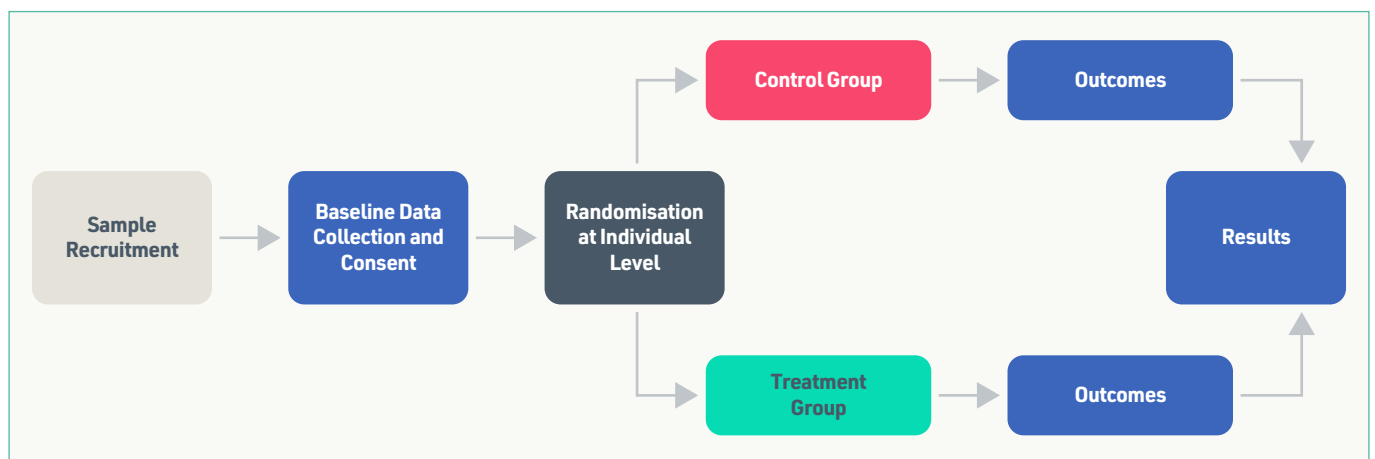 Sample
Recruitment
Baseline Data
Collection and
Consent
Randomisation
at Individual
Level
Control Group
Outcomes
Treatment
Group
Outcomes
Results